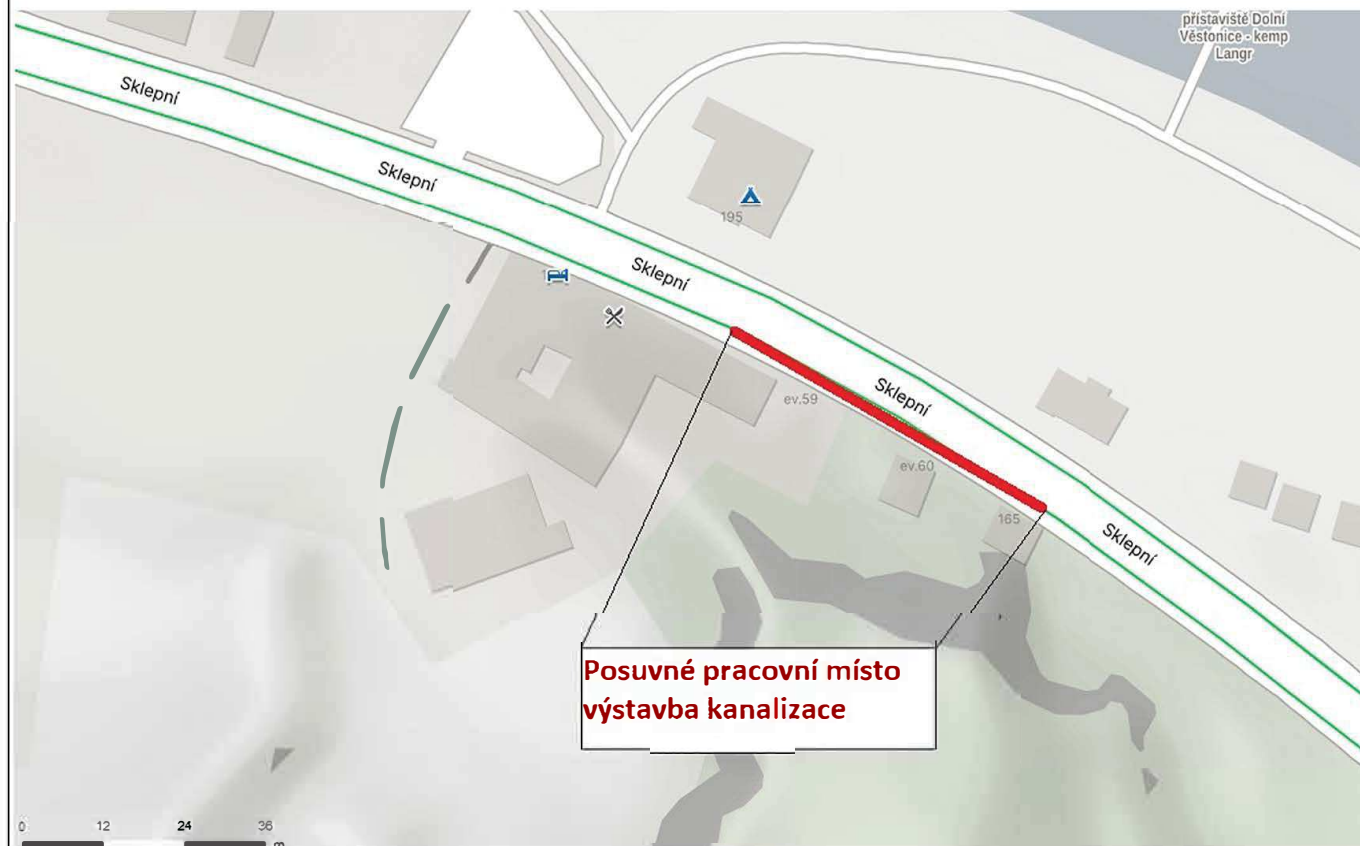 přístaviště Dolní
Věstonice - kemp
Langr
Sklepní
Sklepní
195
Sklepní
ev.59
Sklepní
ev.60
165
Sklepní
Posuvné pracovní místo
výstavba kanalizace
0 12 24 36